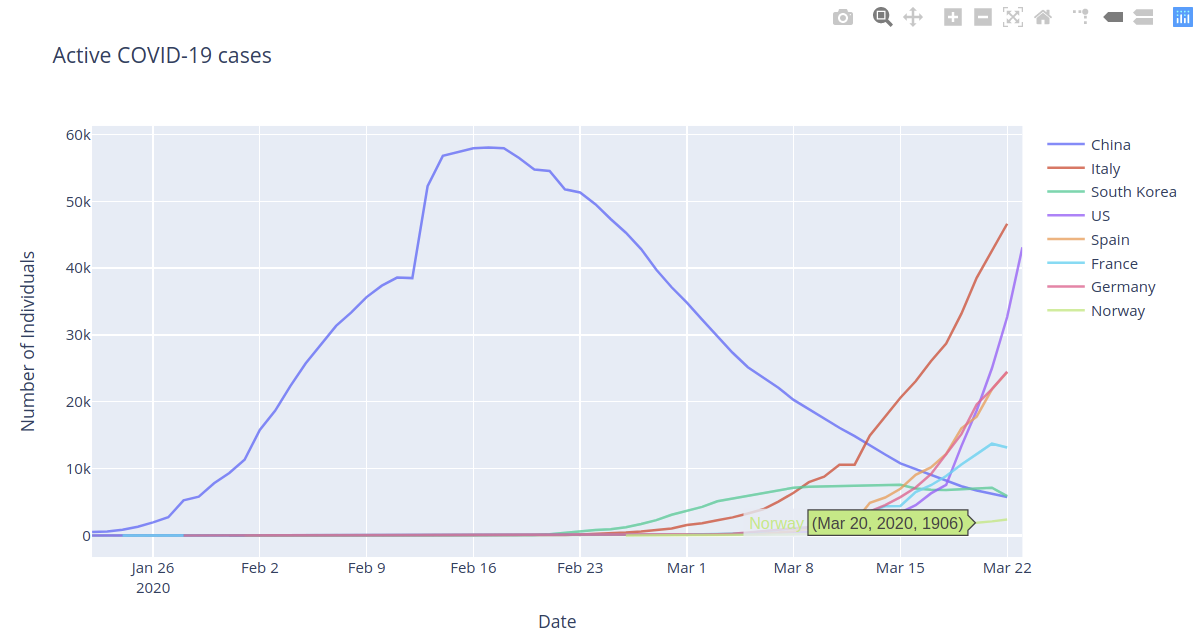 Active COVID-19 cases
60k
50k
40k
30k
20k
10k
0
Number of Individuals
Jan 26
2020
Feb 2
Feb 9
Feb 16
Feb 23
Mar 1
Mar 8
Mar 15
Mar 22
Date
China
Italy
South Korea
US
Spain
France
Germany
Norway
Norway (Mar 20, 2020, 1906)